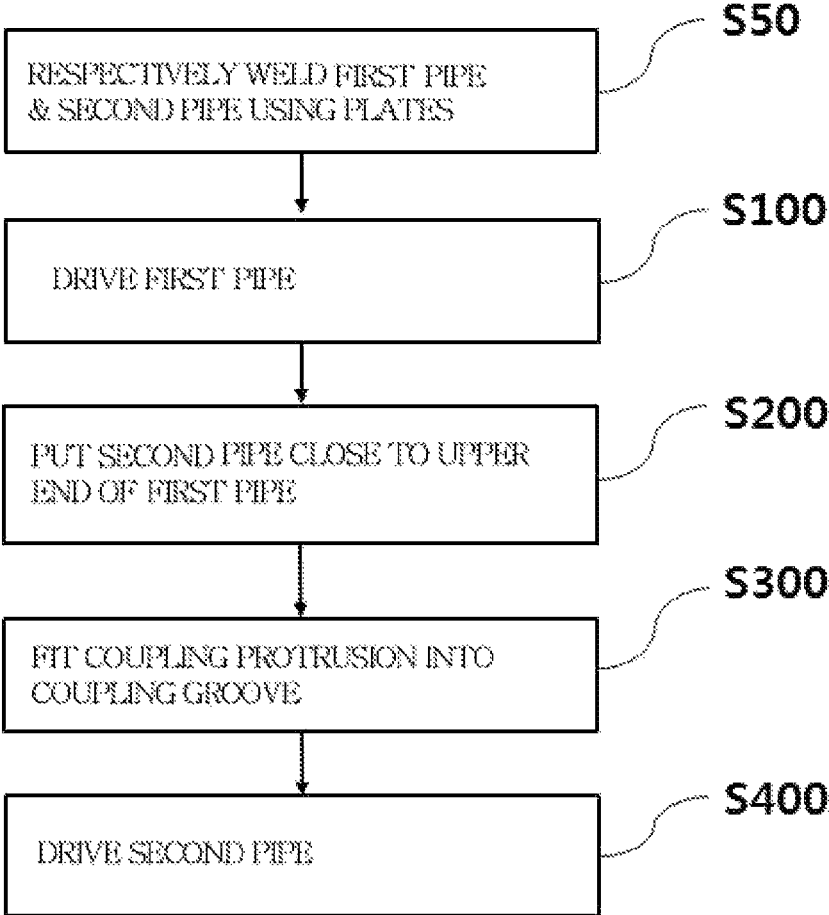 S50
RESPECTIVELY WELD FIRST PIPE
& SECOND PIPE USING PLATES
S100
DRIVE FIRST PIPE
S200
PUT SECOND PIPE CLOSE TO UPPER
END OF FIRST PIPE
S300
FIT COUPLING PROTRUSION INTO
COUPLING GROOVE
S400
DRIVE SECOND PIPE